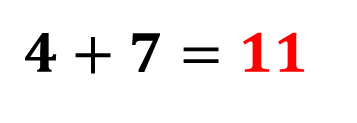 4 + 7 = 11